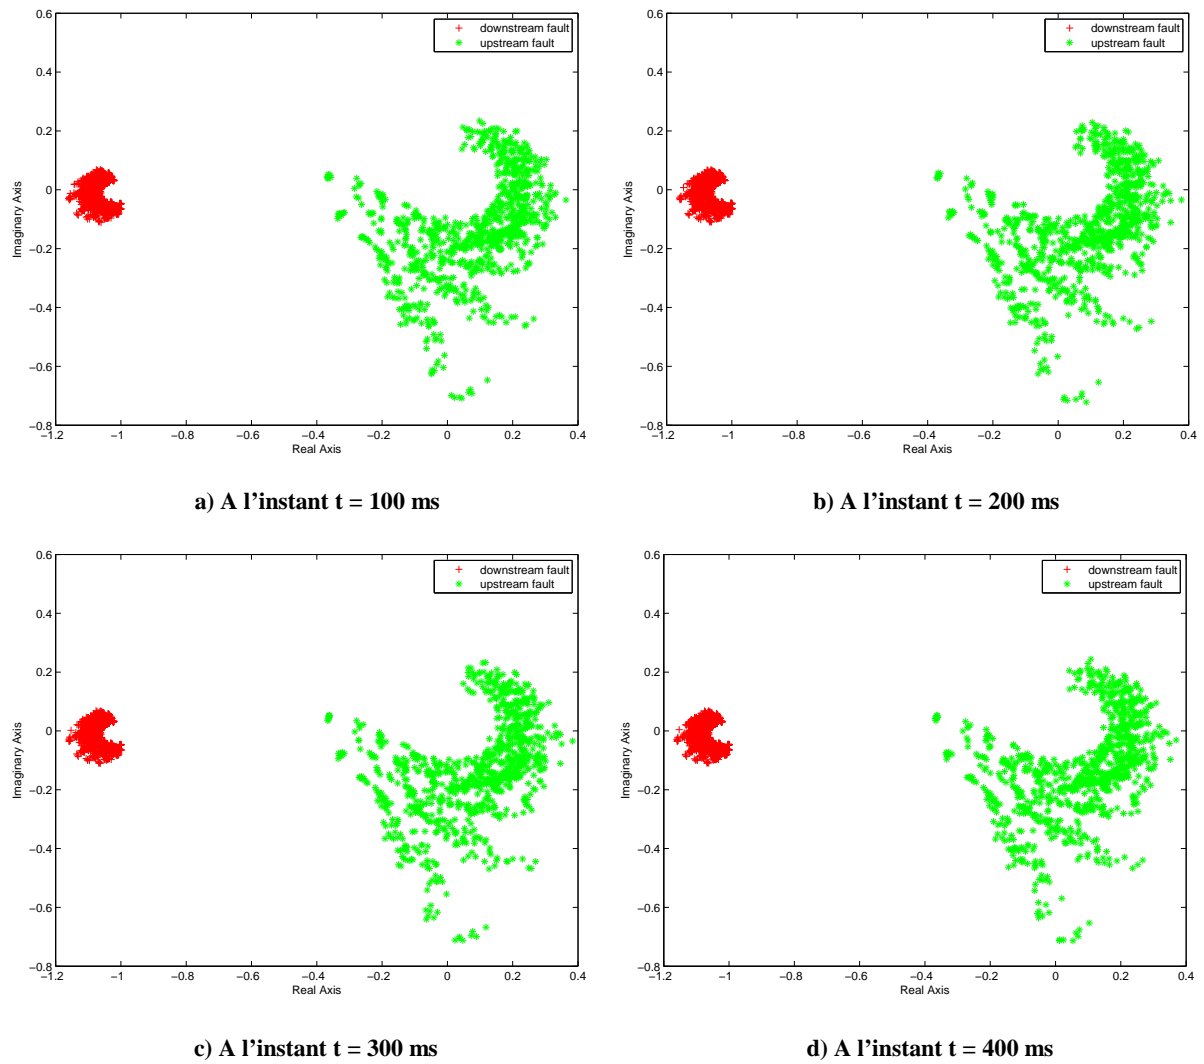 0.6
0.4
0.2
0
−0.2
−0.4
−0.6
−0.8
Imaginary Axis
−1.2 −1 −0.8 −0.6 −0.4 −0.2 0 0.2 0.4
Real Axis
downstream fault
upstream fault
a) A l'instant t = 100 ms
0.6
0.4
0.2
0
−0.2
−0.4
−0.6
−0.8
Imaginary Axis
−1.2 −1 −0.8 −0.6 −0.4 −0.2 0 0.2 0.4
Real Axis
downstream fault
upstream fault
b) A l'instant t = 200 ms
0.6
0.4
0.2
0
−0.2
−0.4
−0.6
−0.8
Imaginary Axis
−1.2 −1 −0.8 −0.6 −0.4 −0.2 0 0.2 0.4
Real Axis
downstream fault
upstream fault
c) A l'instant t = 300 ms
0.6
0.4
0.2
0
−0.2
−0.4
−0.6
−0.8
Imaginary Axis
−1.2 −1 −0.8 −0.6 −0.4 −0.2 0 0.2 0.4
Real Axis
downstream fault
upstream fault
d) A l'instant t = 400 ms